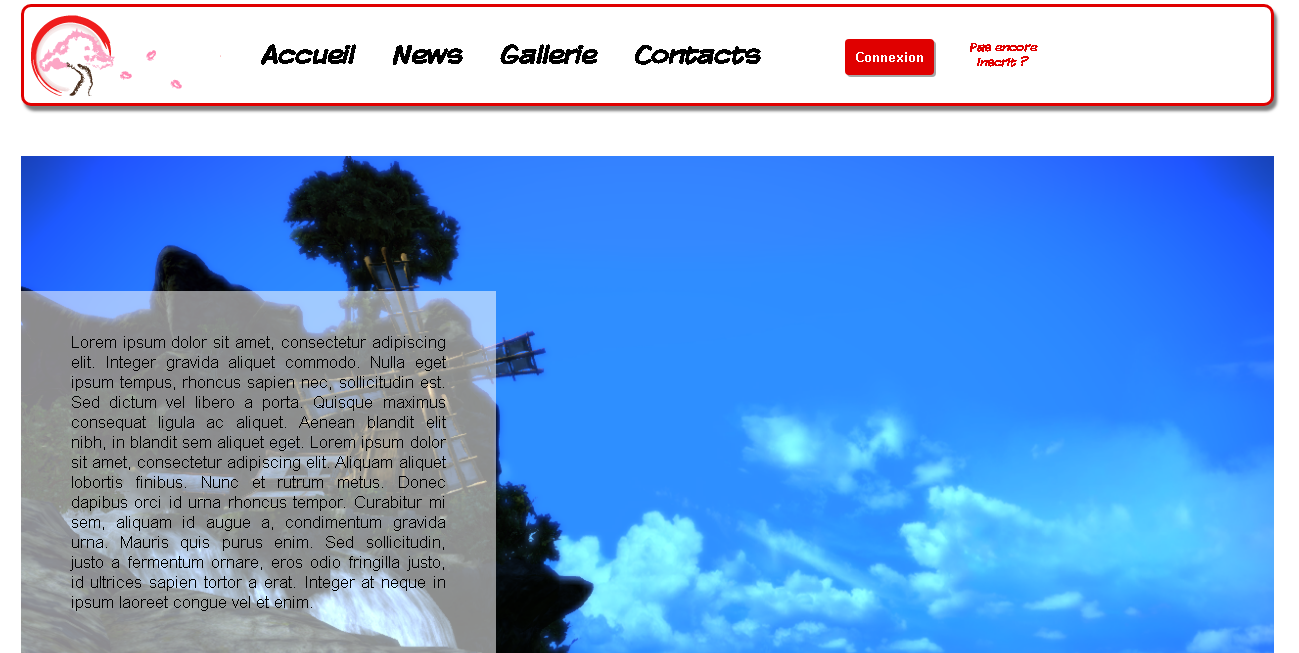 Accueil News Gallerie Contacts
Connexion
Pas encore
inscrit ?
Lorem ipsum dolor sit amet, consectetur adipiscing
elit. Integer gravida aliquet commodo. Nulla eget
ipsum tempus, rhoncus sapien nec, sollicitudin est.
Sed dictum vel libero a porta. Quisque maximus
consequat ligula ac aliquet. Aenean blandit elit
nibh, in blandit sem aliquet eget. Lorem ipsum dolor
sit amet, consectetur adipiscing elit. Aliquam aliquet
lobortis finibus. Nunc et rutrum metus. Donec
dapibus orci id urna rhoncus tempor. Curabitur mi
sem, aliquam id augue a, condimentum gravida
urna. Mauris quis purus enim. Sed sollicitudin,
justo a fermentum ornare, eros odio fringilla justo,
id ultrices sapien tortor a erat. Integer at neque in
ipsum laoreet congue vel et enim.